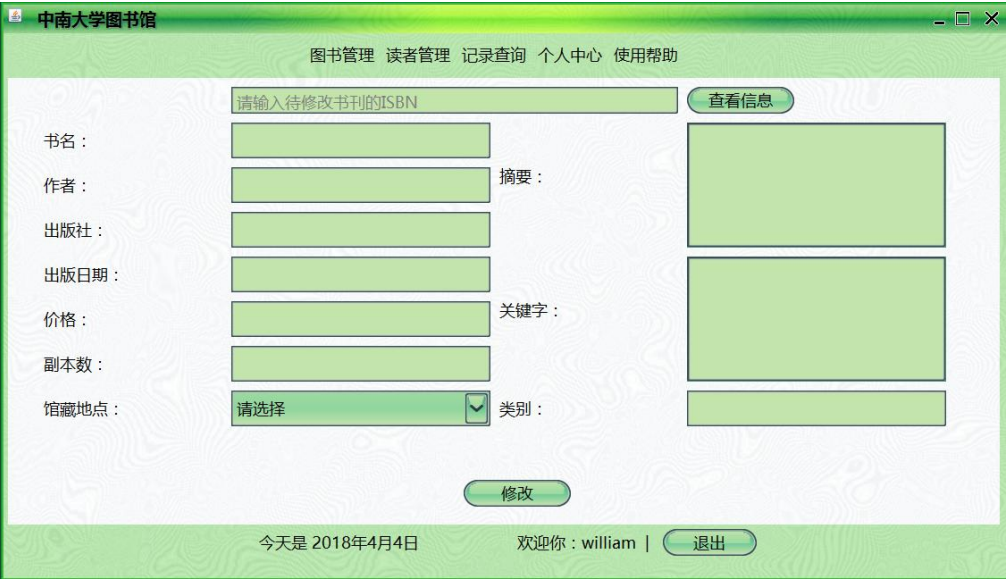 中南大学图书馆
图书管理 读者管理 记录查询 个人中心 使用帮助
请输入待修改书刊的ISBN 查看信息
书名：
作者： 摘要：
出版社：
出版日期：
价格： 关键字：
副本数：
馆藏地点： 请选择 类别：
修改
今天是 2018年4月4日 欢迎你：william | 退出